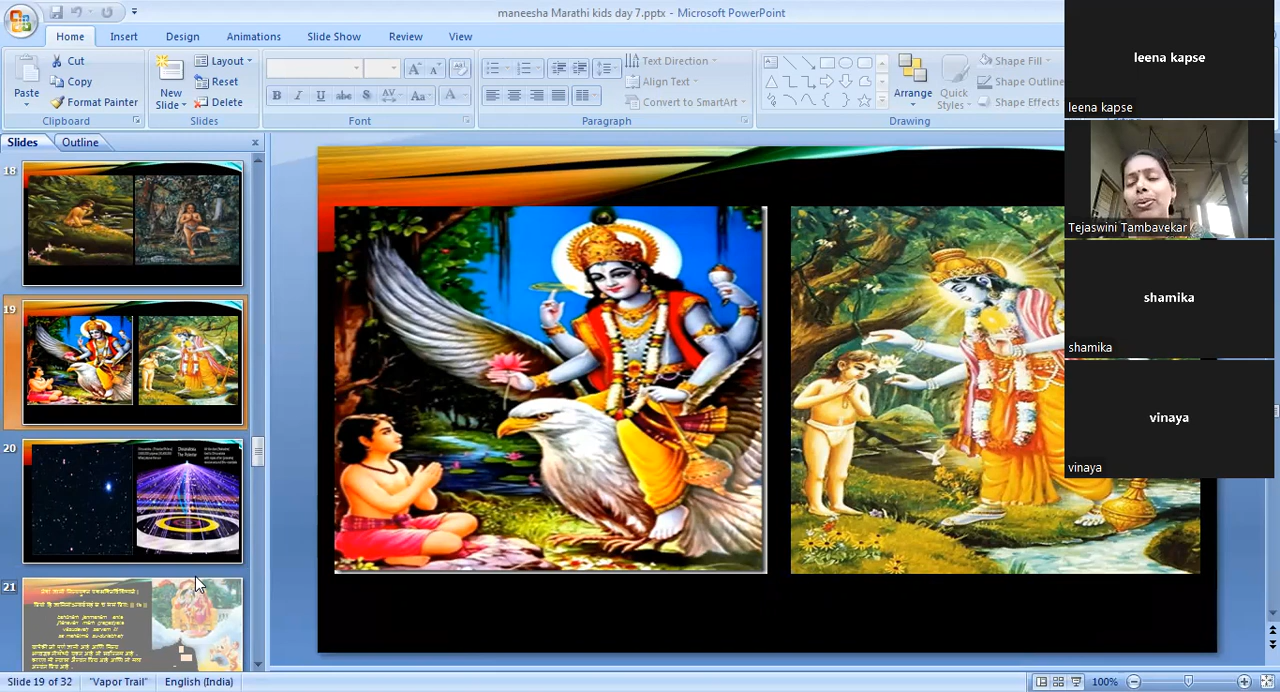 maneesha Marathi kids day 7.pptx - Microsoft PowerPoint
Home Insert Design Animations Slide Show Review View
Paste
Cut
Copy
Format Painter
Clipboard
New
Slide
Layout
Reset
Delete
Slides
B I U abc S AV Aa A
Font
Text Direction
Align Text
Convert to SmartArt
Paragraph
Arrange
Quick
Styles
Shape Fill
Shape Outline
Shape Effects
Drawing
Slides Outline
18
19
20
21
leena kapse
leena kapse
Tejaswini Tambavekar
shamika
shamika
vinaya
vinaya
Slide 19 of 32 "Vapor Trail" English (India) 100%